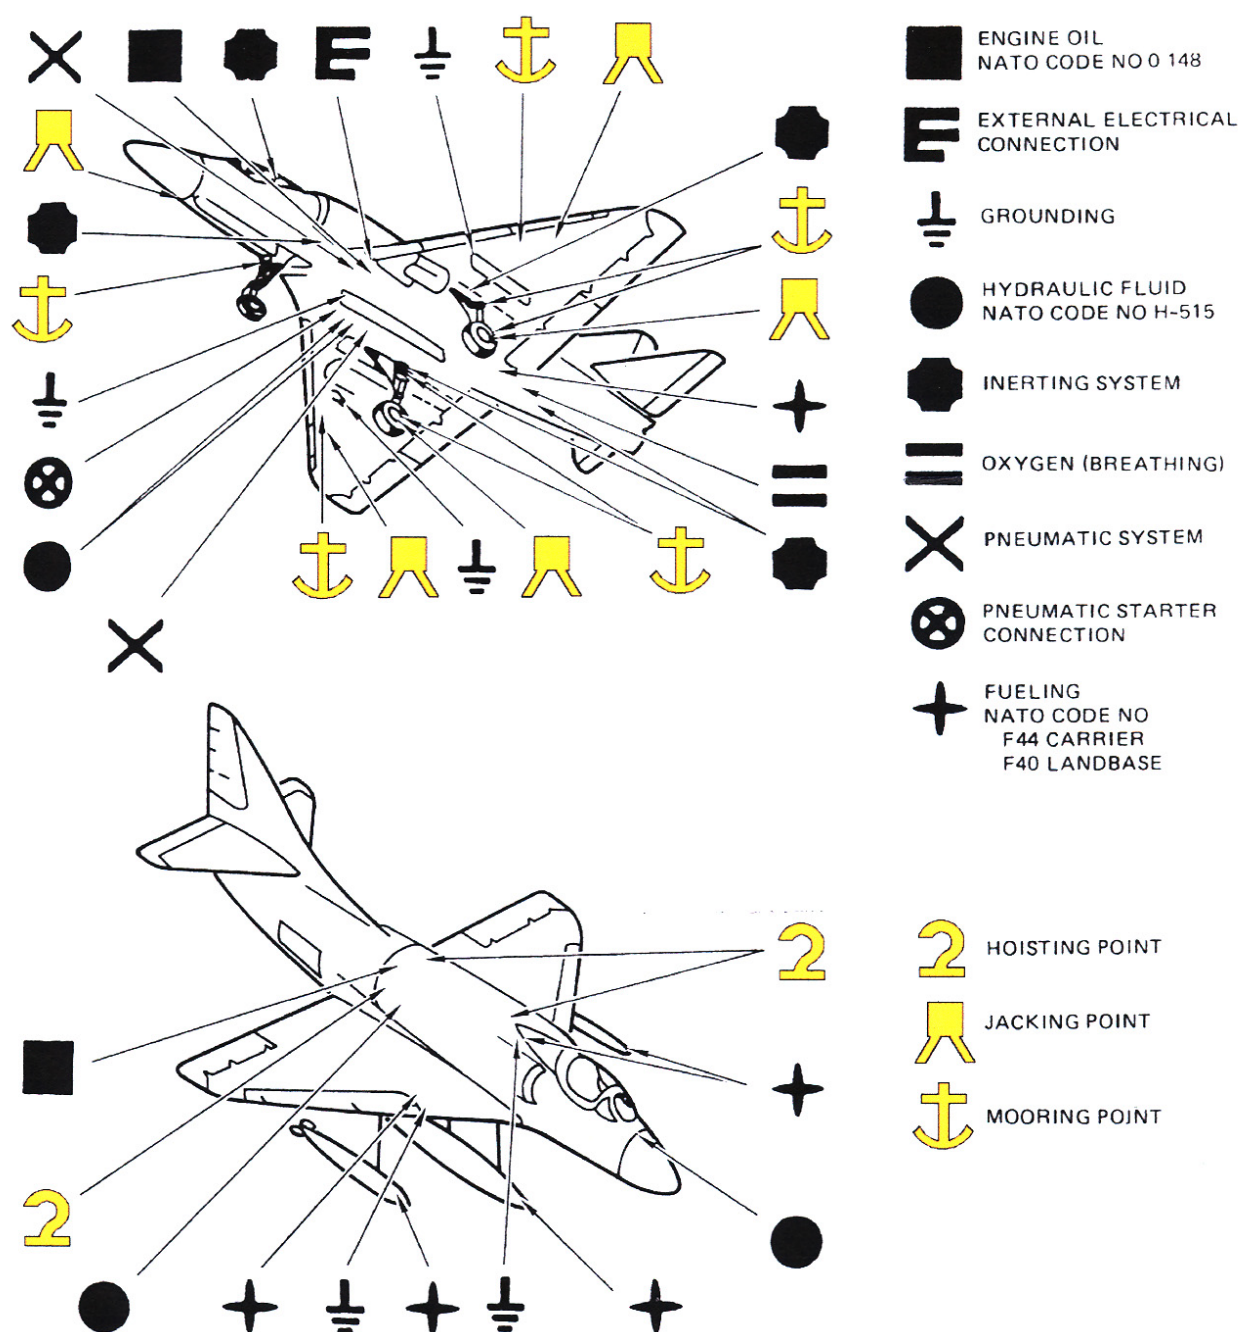 ENGINE OIL
NATO CODE NO 0 148
EXTERNAL ELECTRICAL
CONNECTION
GROUNDING
HYDRAULIC FLUID
NATO CODE NO H-515
INERTING SYSTEM
OXYGEN (BREATHING)
PNEUMATIC SYSTEM
PNEUMATIC STARTER
CONNECTION
FUELING
NATO CODE NO
F44 CARRIER
F40 LANDBASE
HOISTING POINT
JACKING POINT
MOORING POINT